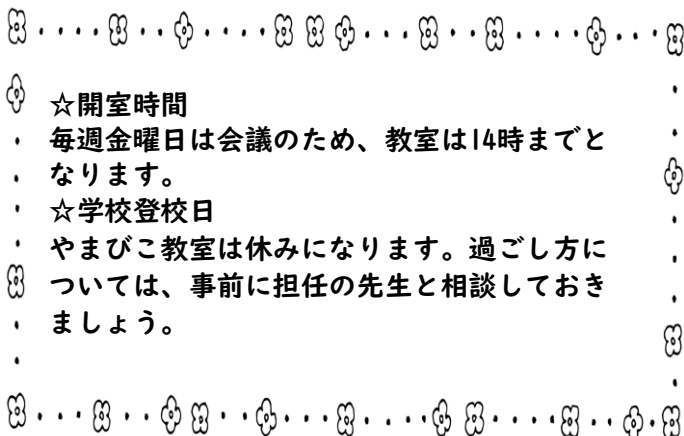 ☆開室時間
毎週金曜日は会議のため、教室は14時までと
なります。
☆学校登校日
やまびこ教室は休みになります。過ごし方に
ついては、事前に担任の先生と相談しておき
ましょう。